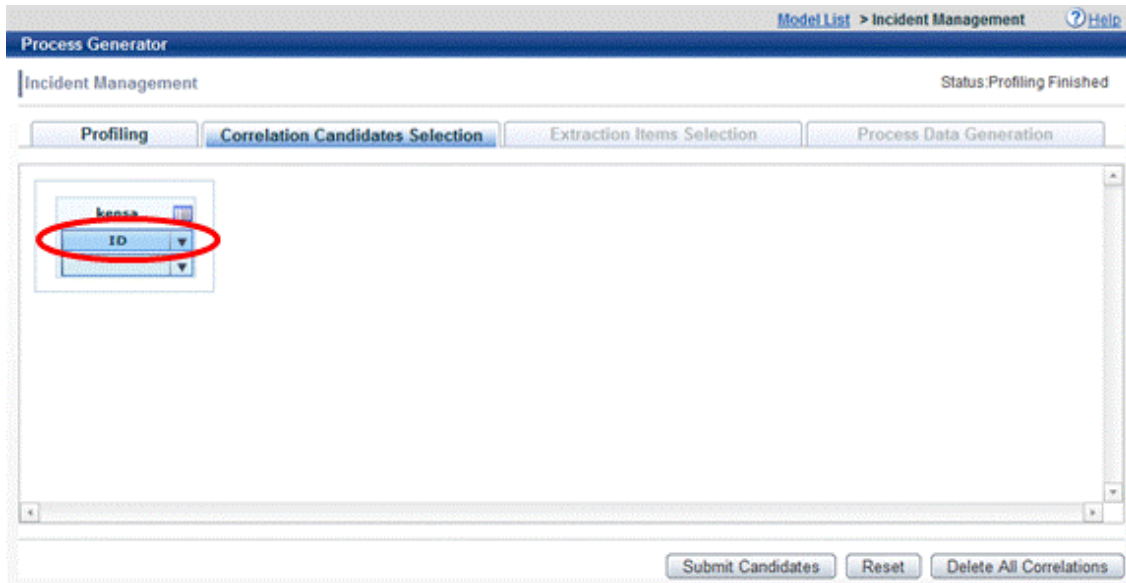 Model List > Incident Management Help
Process Generator
Incident Management Status:Profiling Finished
Profiling Correlation Candidates Selection Extraction Items Selection Process Data Generation
kensa
ID
Submit Candidates Reset Delete All Correlations